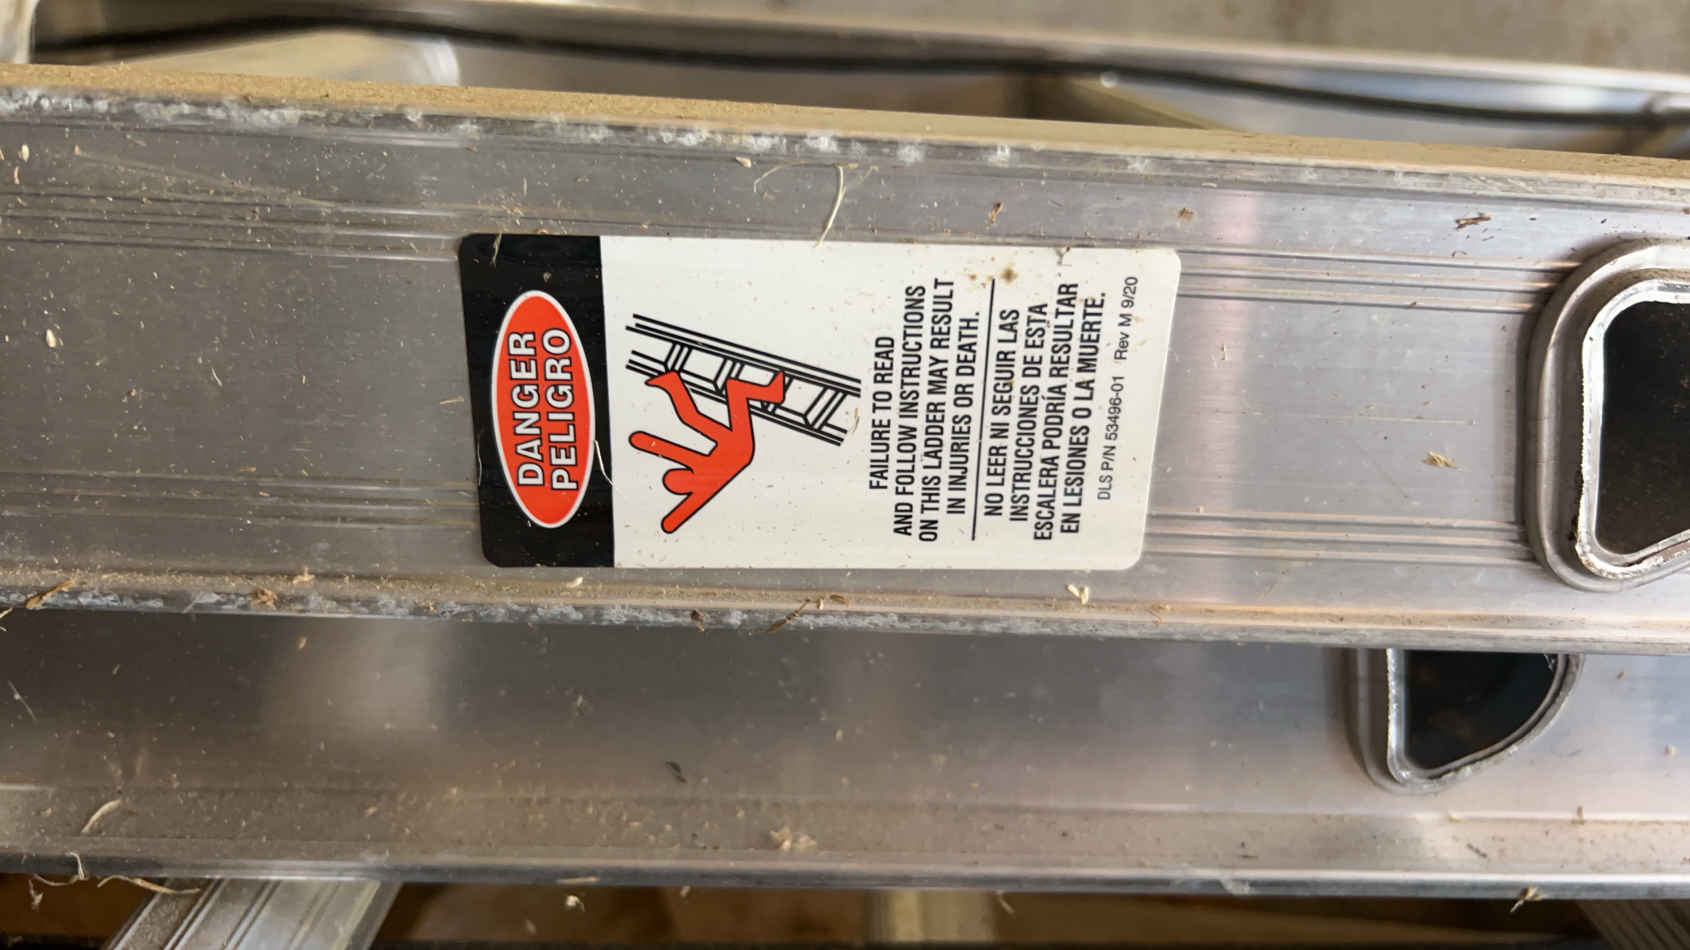 DANGER
PELIGRO
FAILURE TO READ
AND FOLLOW INSTRUCTIONS
ON THIS LADDER MAY RESULT
IN INJURIES OR DEATH.
NO LEER NI SEGUIR LAS
INSTRUCCIONES DE ESTA
ESCALERA PODRÍA RESULTAR
EN LESIONES O LA MUERTE.
DLS P/N 53496-01 Rev M 9/20